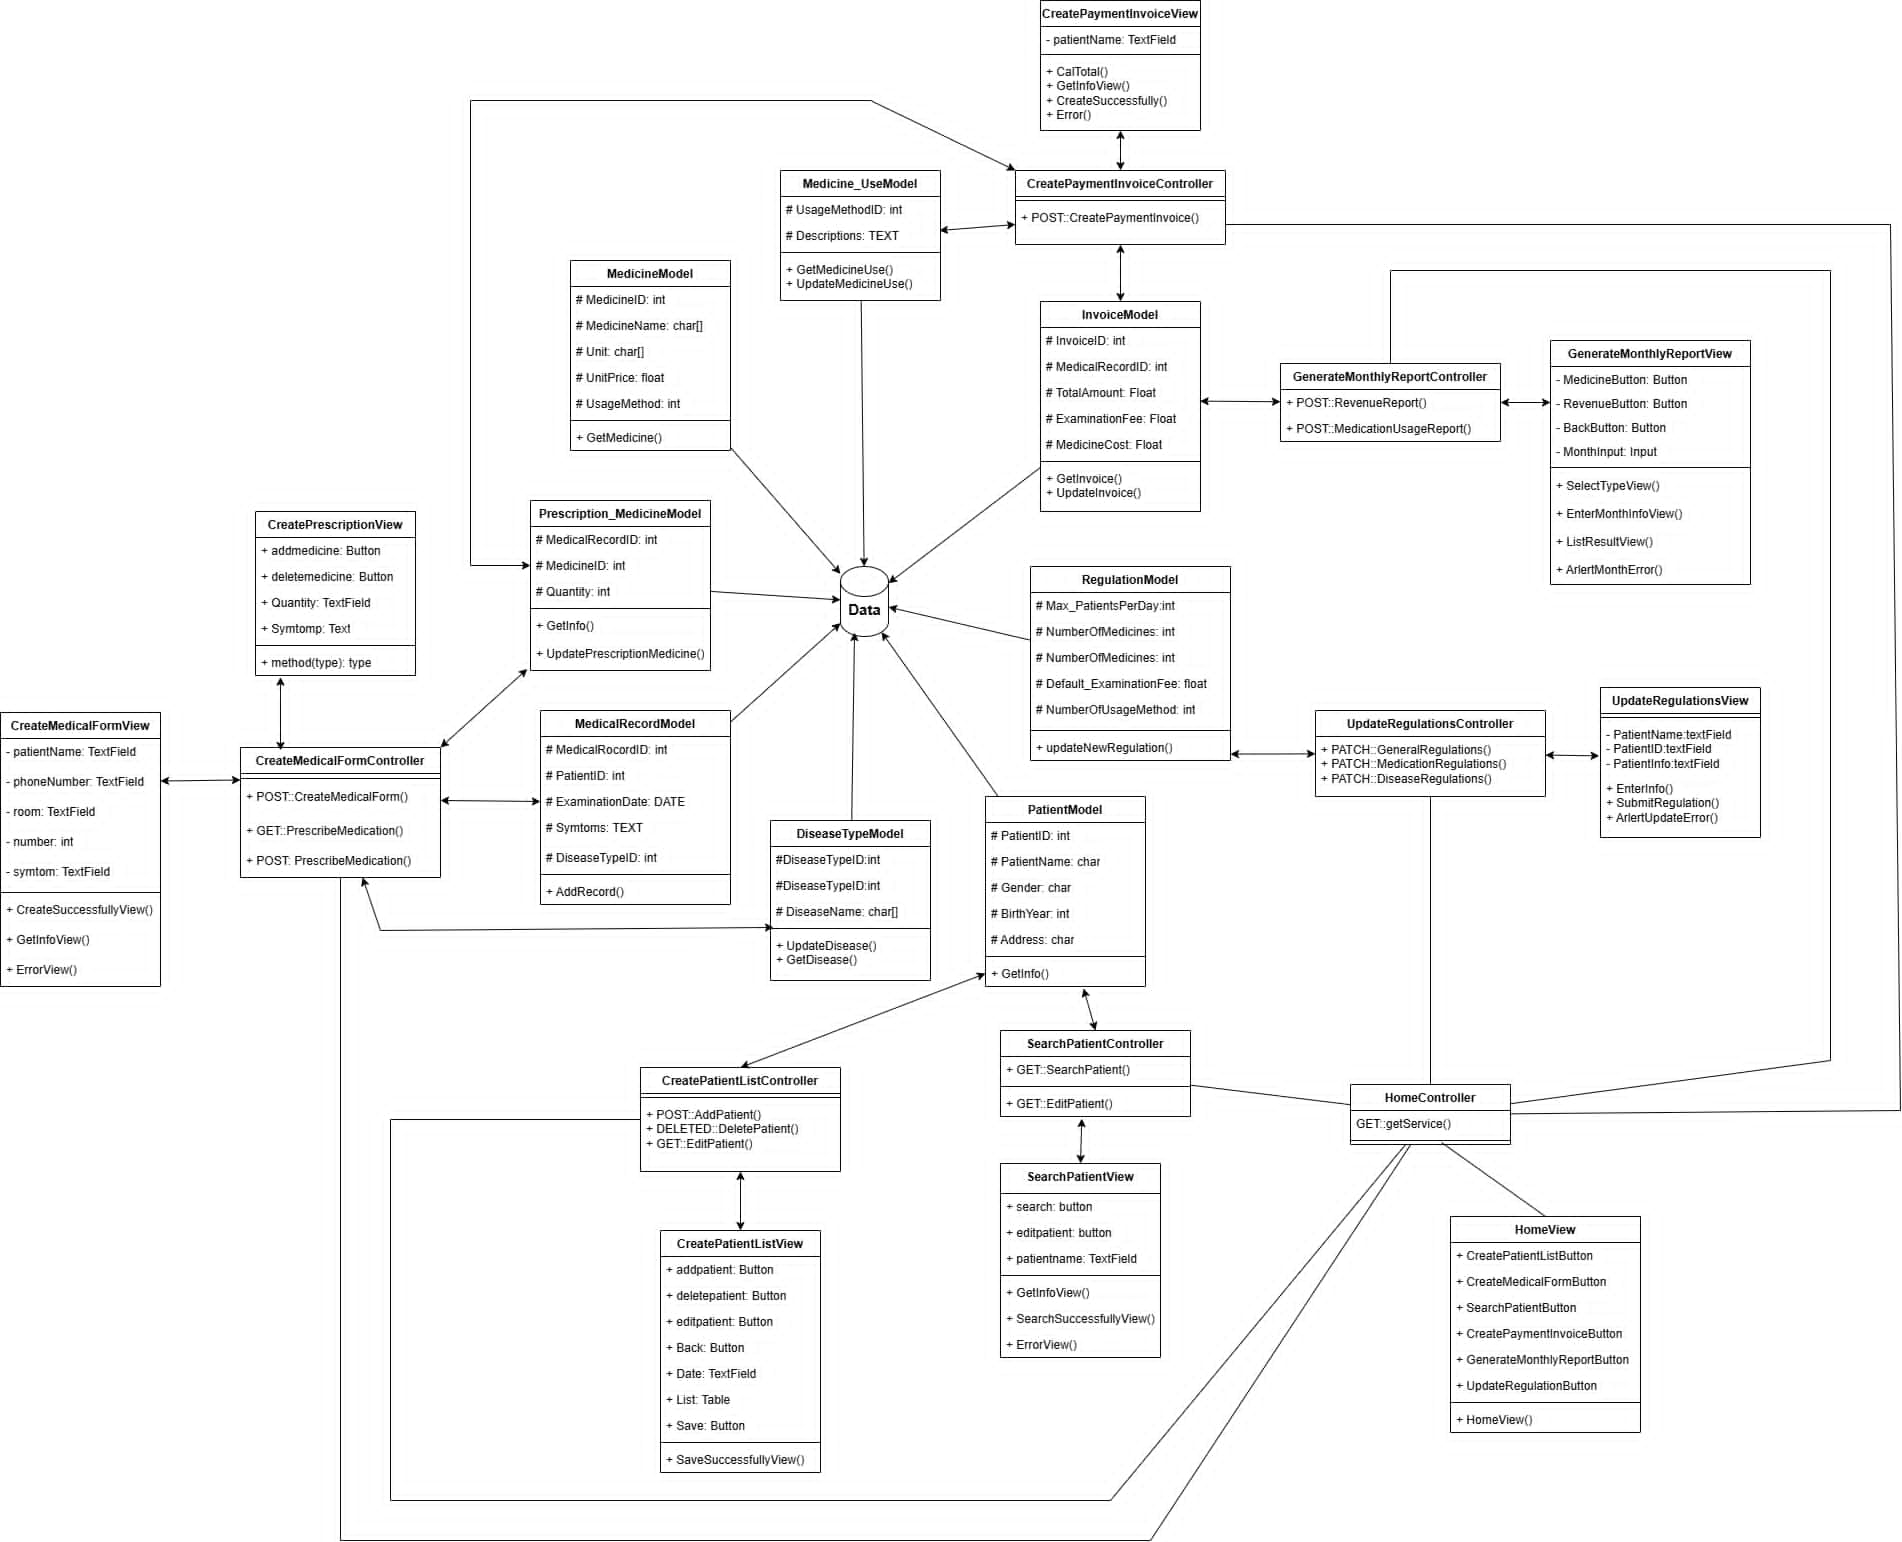 CreatePaymentInvoiceView
- patientName: TextField
+ CalTotal()
+ GetInfoView()
+ CreateSuccessfully()
+ Error()
Medicine_UseModel
# UsageMethodID: int
# Descriptions: TEXT
+ GetMedicineUse()
+ UpdateMedicineUse()
CreatePaymentInvoiceController
+ POST::CreatePaymentInvoice()
MedicineModel
# MedicineID: int
# MedicineName: char[]
# Unit: char[]
# UnitPrice: float
# UsageMethod: int
+ GetMedicine()
InvoiceModel
# InvoiceID: int
# MedicalRecordID: int
# TotalAmount: Float
# ExaminationFee: Float
# MedicineCost: Float
+ GetInvoice()
+ UpdateInvoice()
GenerateMonthlyReportController
+ POST::RevenueReport()
+ POST::MedicationUsageReport()
GenerateMonthlyReportView
- MedicineButton: Button
- RevenueButton: Button
- BackButton: Button
- MonthInput: Input
+ SelectTypeView()
+ EnterMonthInfoView()
+ ListResultView()
+ ArlertMonthError()
CreatePrescriptionView
+ addmedicine: Button
+ deletemedicine: Button
+ Quantity: TextField
+ Symtomp: Text
+ method(type): type
Prescription_MedicineModel
# MedicalRecordID: int
# MedicineID: int
# Quantity: int
+ GetInfo()
+ UpdatePrescriptionMedicine()
Data
RegulationModel
# Max_PatientsPerDay:int
# NumberOfMedicines: int
# NumberOfMedicines: int
# Default_ExaminationFee: float
# NumberOfUsageMethod: int
+ updateNewRegulation()
UpdateRegulationsController
+ PATCH::GeneralRegulations()
+ PATCH::MedicationRegulations()
+ PATCH::DiseaseRegulations()
UpdateRegulationsView
- PatientName:textField
- PatientID:textField
- PatientInfo:textField
+ EnterInfo()
+ SubmitRegulation()
+ ArlertUpdateError()
CreateMedicalFormView
- patientName: TextField
- phoneNumber: TextField
- room: TextField
- number: int
- symtom: TextField
+ CreateSuccessfullyView()
+ GetInfoView()
+ ErrorView()
CreateMedicalFormController
+ POST::CreateMedicalForm()
+ GET::PrescribeMedication()
+ POST: PrescribeMedication()
MedicalRecordModel
# MedicalRocordID: int
# PatientID: int
# ExaminationDate: DATE
# Symtoms: TEXT
# DiseaseTypeID: int
+ AddRecord()
DiseaseTypeModel
#DiseaseTypeID:int
#DiseaseTypeID:int
# DiseaseName: char[]
+ UpdateDisease()
+ GetDisease()
PatientModel
# PatientID: int
# PatientName: char
# Gender: char
# BirthYear: int
# Address: char
+ GetInfo()
CreatePatientListController
+ POST::AddPatient()
+ DELETED::DeletePatient()
+ GET::EditPatient()
SearchPatientController
+ GET::SearchPatient()
+ GET::EditPatient()
HomeController
GET::getService()
CreatePatientListView
+ addpatient: Button
+ deletepatient: Button
+ editpatient: Button
+ Back: Button
+ Date: TextField
+ List: Table
+ Save: Button
+ SaveSuccessfullyView()
SearchPatientView
+ search: button
+ editpatient: button
+ patientname: TextField
+ GetInfoView()
+ SearchSuccessfullyView()
+ ErrorView()
HomeView
+ CreatePatientListButton
+ CreateMedicalFormButton
+ SearchPatientButton
+ CreatePaymentInvoiceButton
+ GenerateMonthlyReportButton
+ UpdateRegulationButton
+ HomeView()